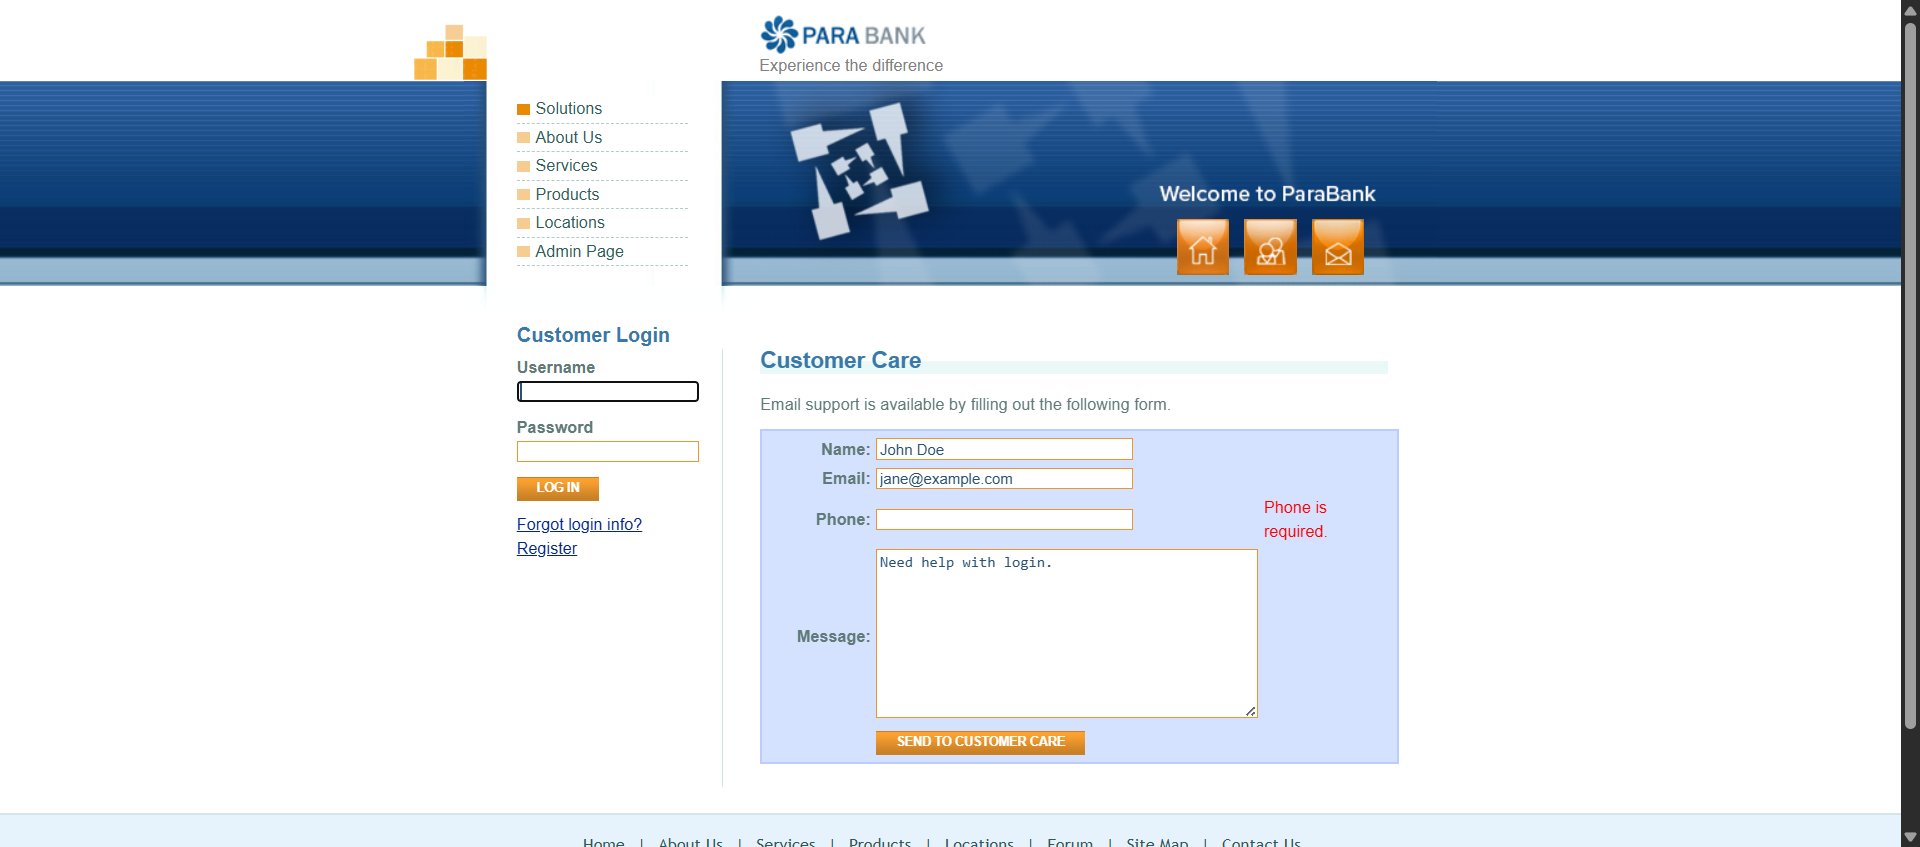 PARA BANK
Experience the difference
Solutions
About Us
Services
Products
Locations
Admin Page
Welcome to ParaBank
Customer Login
Username
Password
LOG IN
Forgot login info?
Register
Customer Care
Email support is available by filling out the following form.
Name: John Doe
Email: jane@example.com
Phone: Phone is
required.
Message: Need help with login.
SEND TO CUSTOMER CARE
Home | About Us | Services | Products | Locations | Forum | Site Map | Contact Us